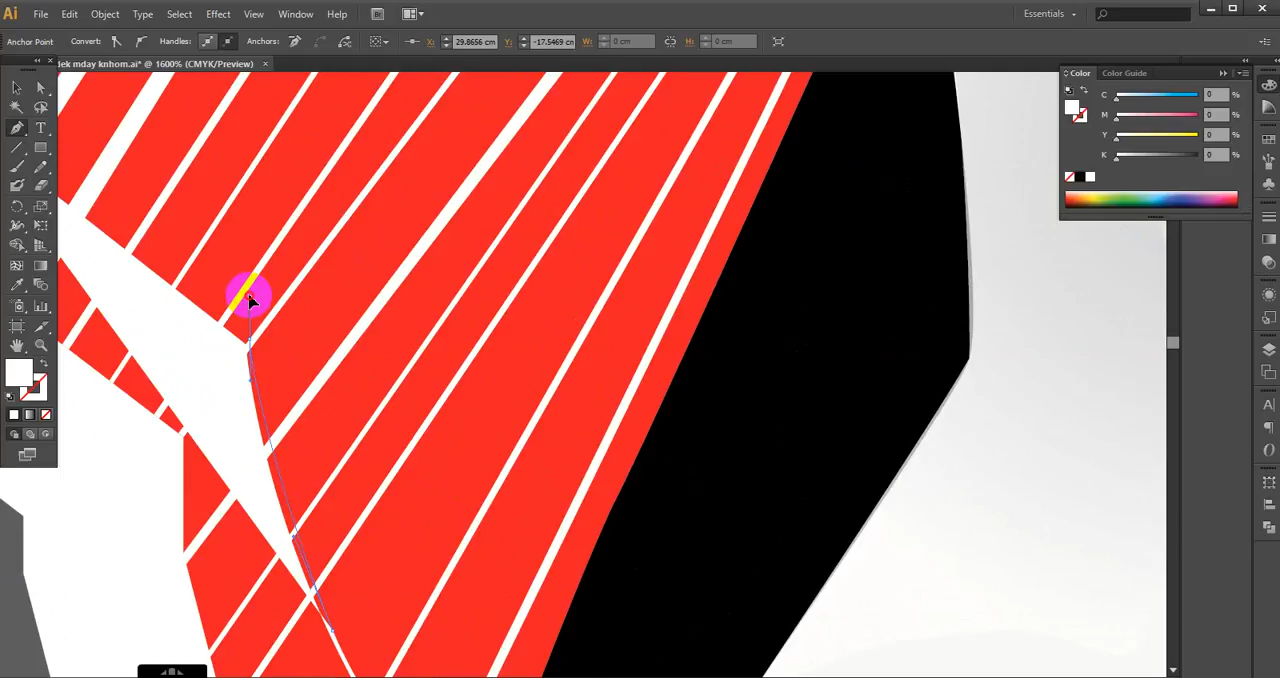 Ai File Edit Object Type Select Effect View Window Help Br Essentials
Anchor Point Convert: Handles: Anchors: X: 29.8656 cm Y: -17.5469 cm W: 0 cm H: 0 cm
dek mday knhom.ai* @ 1600% (CMYK/Preview) ×
Color Color Guide
C 0 %
M 0 %
Y 0 %
K 0 %